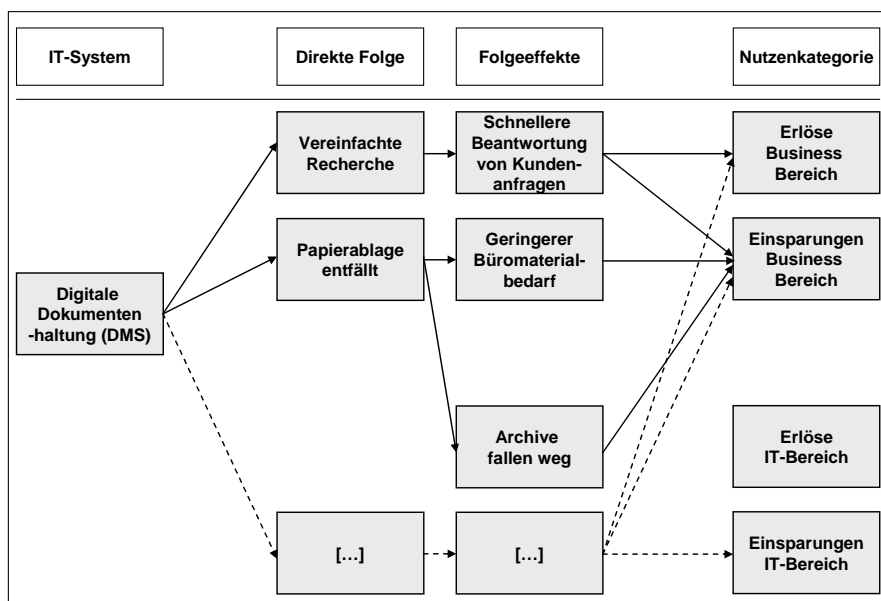 IT-System
Direkte Folge
Folgeeffekte
Nutzenkategorie
Vereinfachte
Recherche
Schnellere
Beantwortung
von Kunden-
anfragen
Erlöse
Business
Bereich
Papierablage
entfällt
Geringerer
Büromaterial-
bedarf
Einsparungen
Business
Bereich
Digitale
Dokumenten
-haltung (DMS)
Archive
fallen weg
Erlöse
IT-Bereich
[...]
[...]
Einsparungen
IT-Bereich